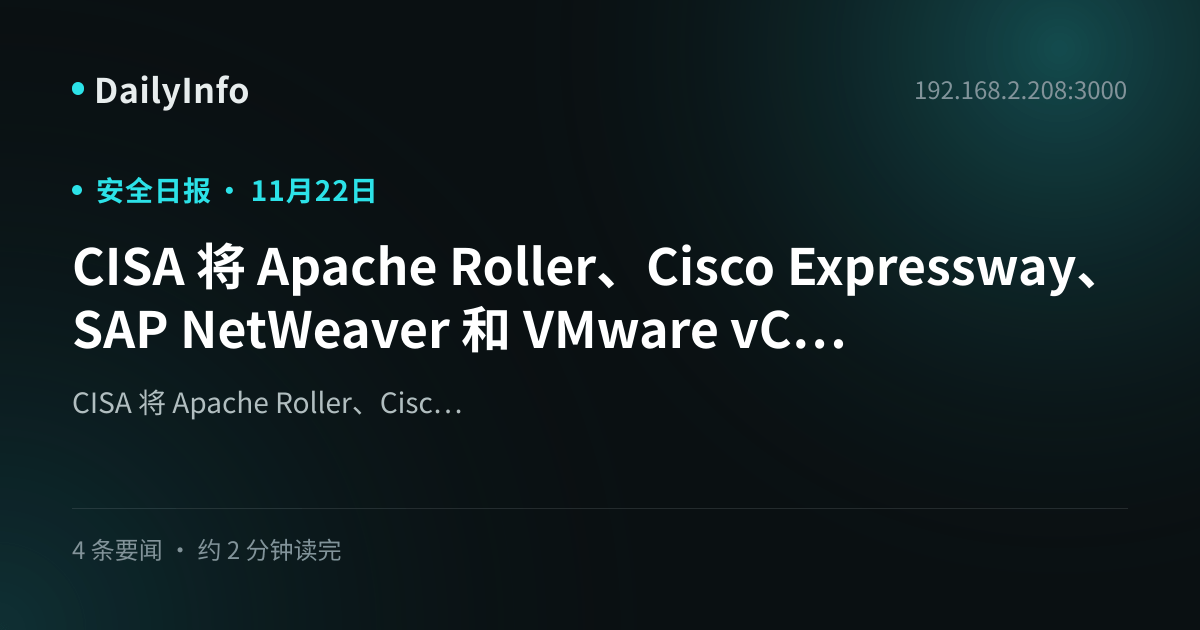 DailyInfo
192.168.2.208:3000
安全日报 · 11月22日
CISA 将 Apache Roller、Cisco Expressway、
SAP NetWeaver 和 VMware vC…
CISA 将 Apache Roller、Cisc…
4 条要闻 · 约 2 分钟读完